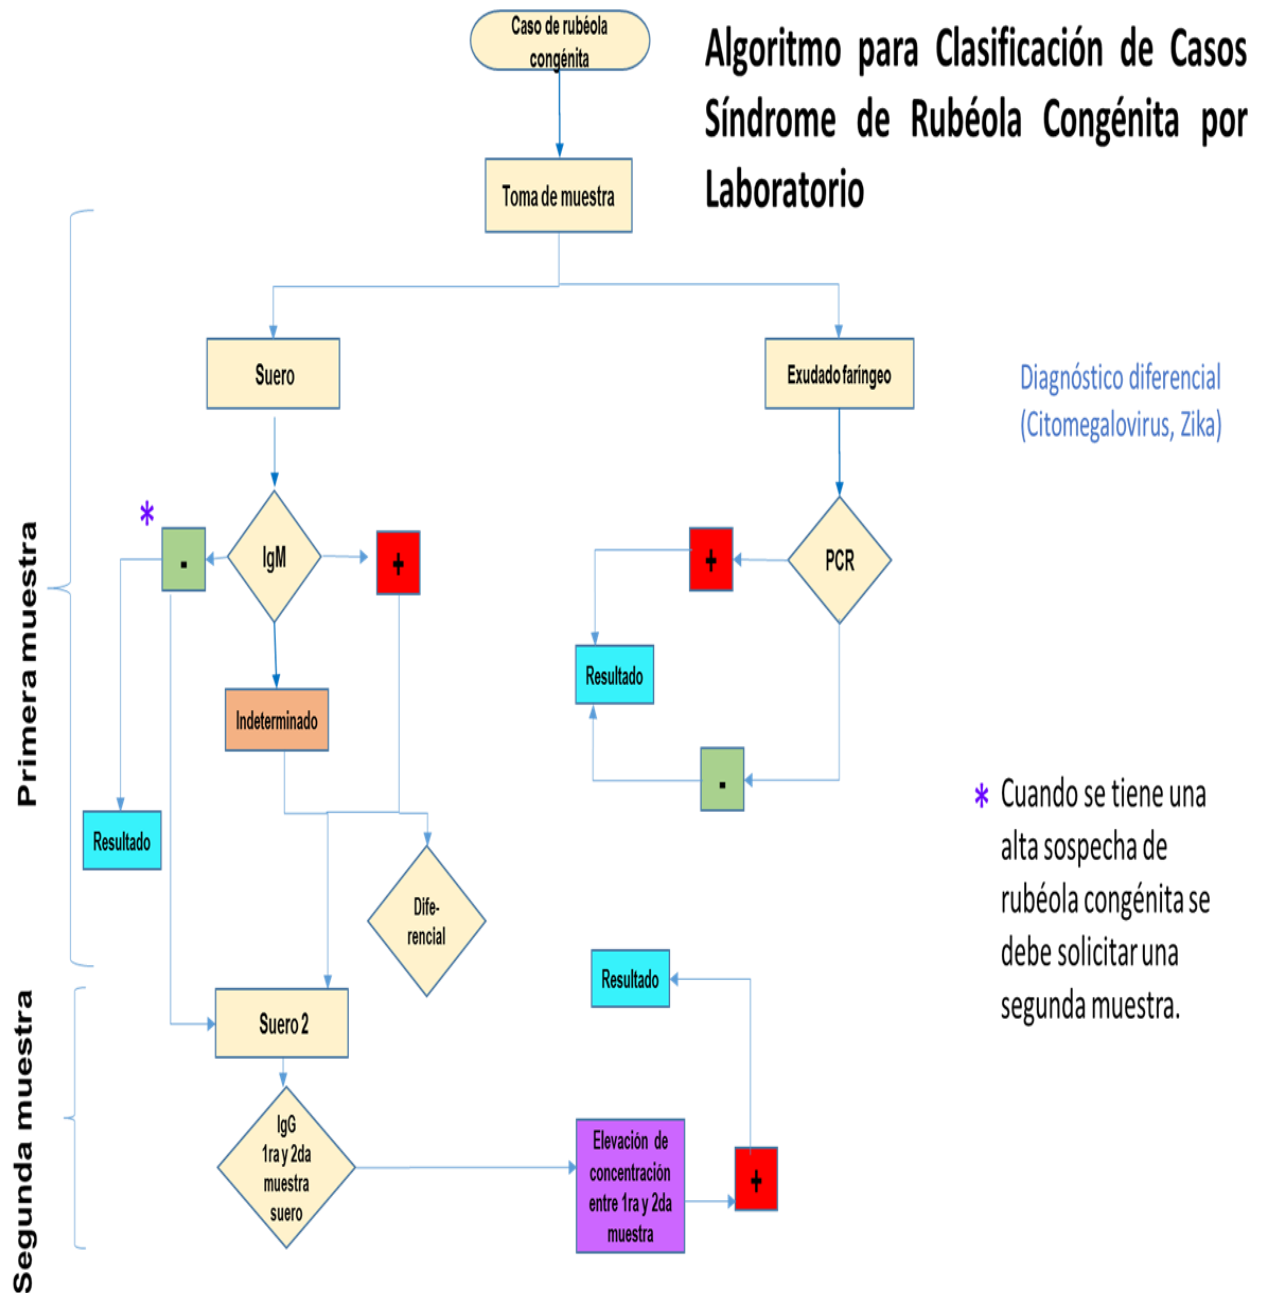 Caso de rubéola
congénita
Algoritmo para Clasificación de Casos
Síndrome de Rubéola Congénita por
Laboratorio
Toma de muestra
Suero
Exudado faríngeo
Diagnóstico diferencial
(Citomegalovirus, Zika)
Primera muestra
*
-
IgM
+
+
PCR
Resultado
Indeterminado
-
Resultado
* Cuando se tiene una
alta sospecha de
rubéola congénita se
debe solicitar una
segunda muestra.
Dife-
rencial
Resultado
Segunda muestra
Suero 2
IgG
1ra y 2da
muestra
suero
Elevación de
concentración
entre 1ra y 2da
muestra
+